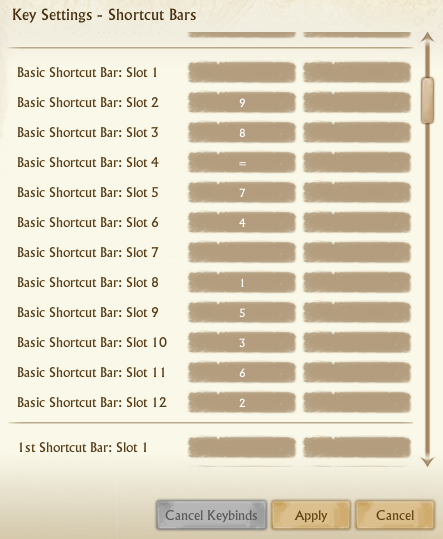 Key Settings - Shortcut Bars
Basic Shortcut Bar: Slot 1
Basic Shortcut Bar: Slot 2 9
Basic Shortcut Bar: Slot 3 8
Basic Shortcut Bar: Slot 4 =
Basic Shortcut Bar: Slot 5 7
Basic Shortcut Bar: Slot 6 4
Basic Shortcut Bar: Slot 7
Basic Shortcut Bar: Slot 8 1
Basic Shortcut Bar: Slot 9 5
Basic Shortcut Bar: Slot 10 3
Basic Shortcut Bar: Slot 11 6
Basic Shortcut Bar: Slot 12 2
1st Shortcut Bar: Slot 1
Cancel Keybinds Apply Cancel